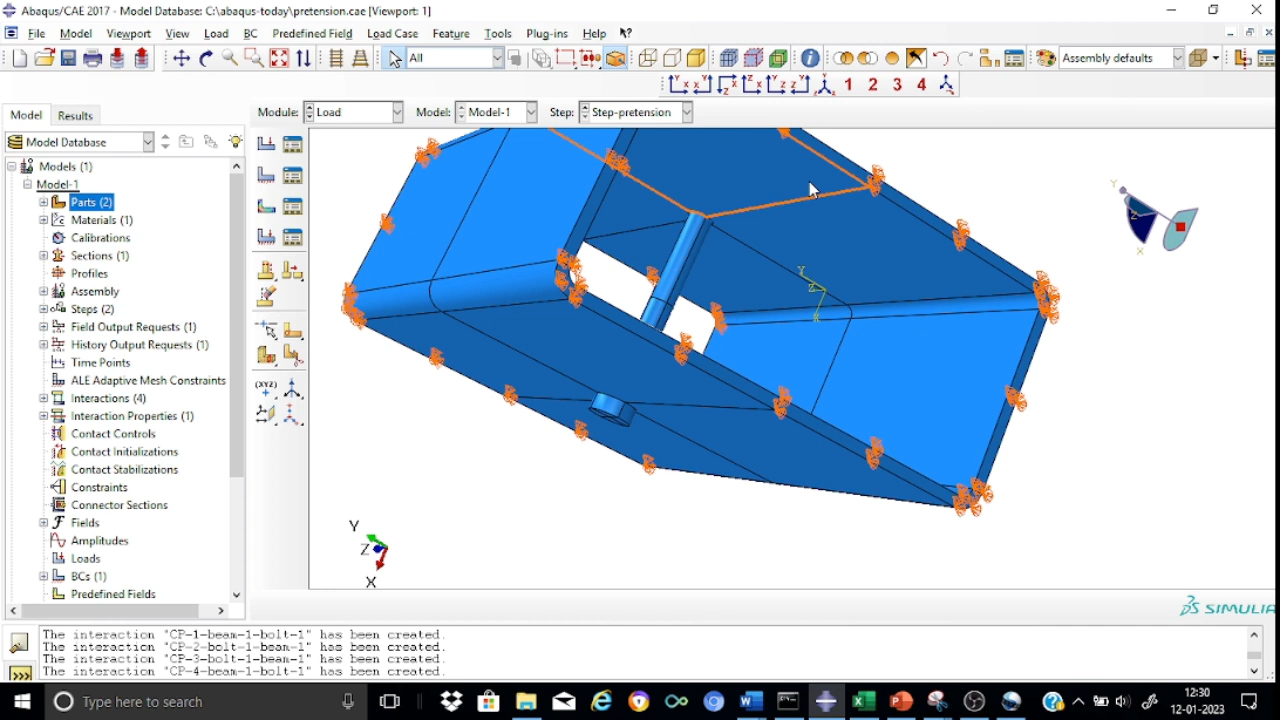 Abaqus/CAE 2017 - Model Database: C:\abaqus-today\pretension.cae [Viewport: 1]
File Model Viewport View Load BC Predefined Field Load Case Feature Tools Plug-ins Help
All Assembly defaults
1 2 3 4
Model Results Module: Load Model: Model-1 Step: Step-pretension
Model Database
Models (1)
Model-1
Parts (2)
Materials (1)
Calibrations
Sections (1)
Profiles
Assembly
Steps (2)
Field Output Requests (1)
History Output Requests (1)
Time Points
ALE Adaptive Mesh Constraints
Interactions (4)
Interaction Properties (1)
Contact Controls
Contact Initializations
Contact Stabilizations
Constraints
Connector Sections
Fields
Amplitudes
Loads
BCs (1)
Predefined Fields
(XYZ)
Y
Z
X
Y
Z
X
Y
Z
X
SIMULIA
The interaction "CP-1-beam-1-bolt-1" has been created.
The interaction "CP-2-bolt-1-beam-1" has been created.
The interaction "CP-3-bolt-1-beam-1" has been created.
The interaction "CP-4-beam-1-bolt-1" has been created.
>>>
Type here to search
12:30
12-01-2023